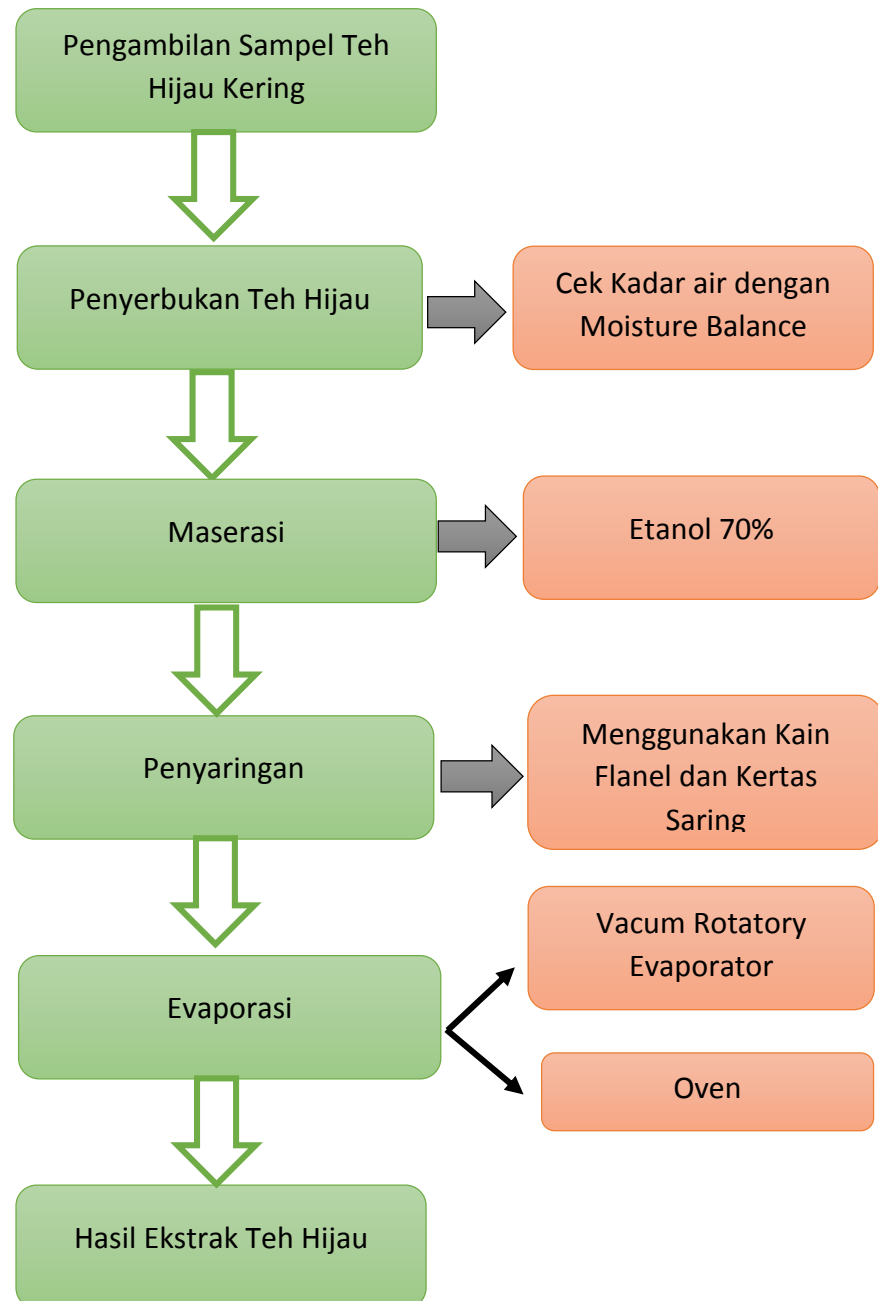 Pengambilan Sampel Teh
Hijau Kering
Penyerbukan Teh Hijau
Cek Kadar air dengan
Moisture Balance
Maserasi
Etanol 70%
Penyaringan
Menggunakan Kain
Flanel dan Kertas
Saring
Evaporasi
Vacum Rotatory
Evaporator
Oven
Hasil Ekstrak Teh Hijau